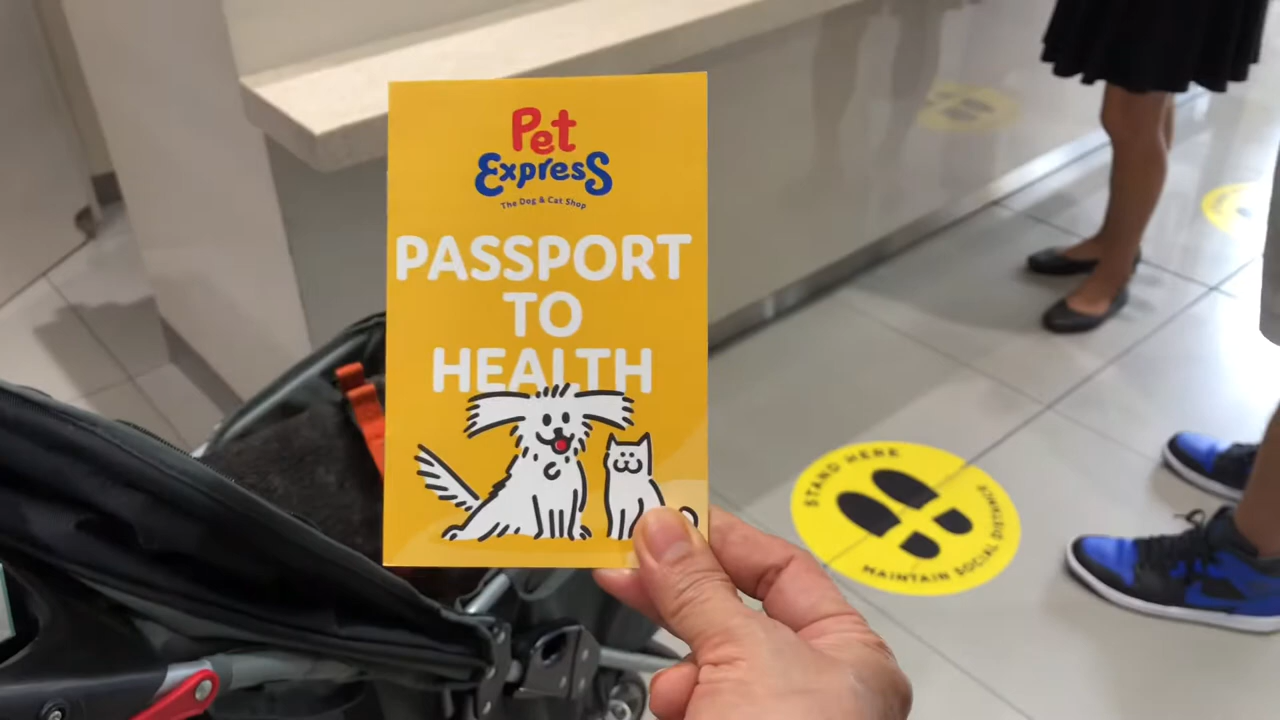 Pet
Express
The Dog & Cat Shop
PASSPORT
TO
HEALTH
STAND HERE
MAINTAIN SOCIAL DISTANCE